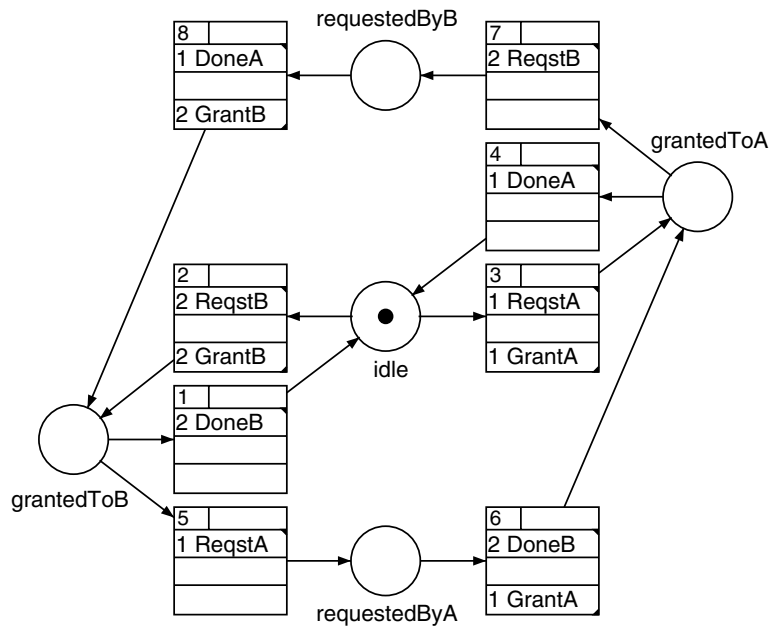 requestedByB
8
1 DoneA
2 GrantB
7
2 ReqstB
grantedToA
4
1 DoneA
2
2 ReqstB
2 GrantB
3
1 ReqstA
1 GrantA
idle
1
2 DoneB
grantedToB
5
1 ReqstA
6
2 DoneB
1 GrantA
requestedByA